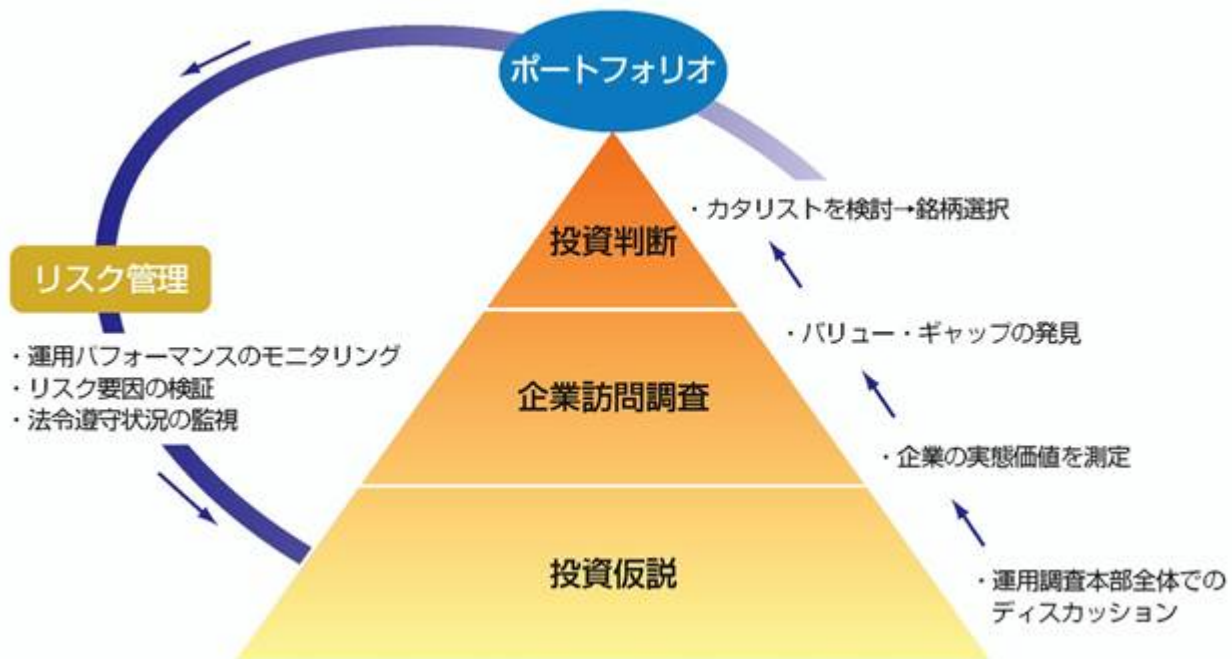 ポートフォリオ
・カタリストを検討→銘柄選択
投資判断
リスク管理
・バリュー・ギャップの発見
・運用パフォーマンスのモニタリング
・リスク要因の検証
・法令遵守状況の監視
企業訪問調査
・企業の実態価値を測定
投資仮説
・運用調査本部全体での
ディスカッション